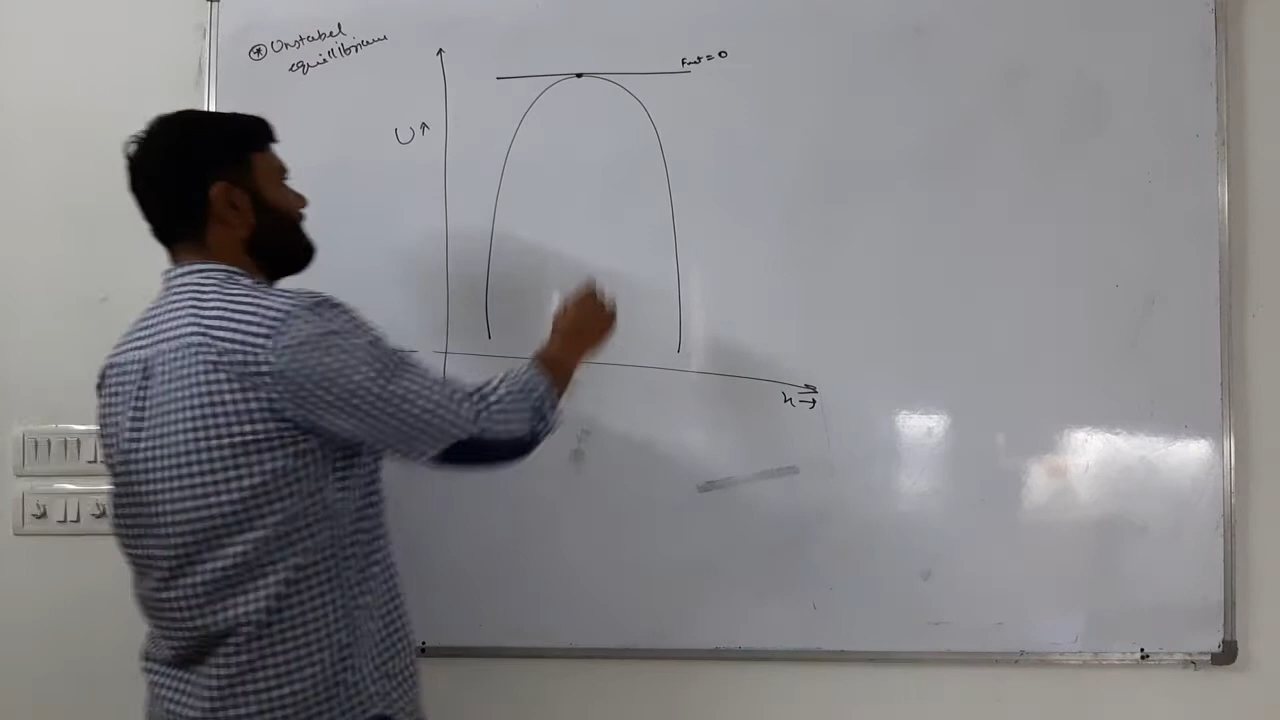 * Unstabel
equillibrium
Fnet = 0
U ↑
x →